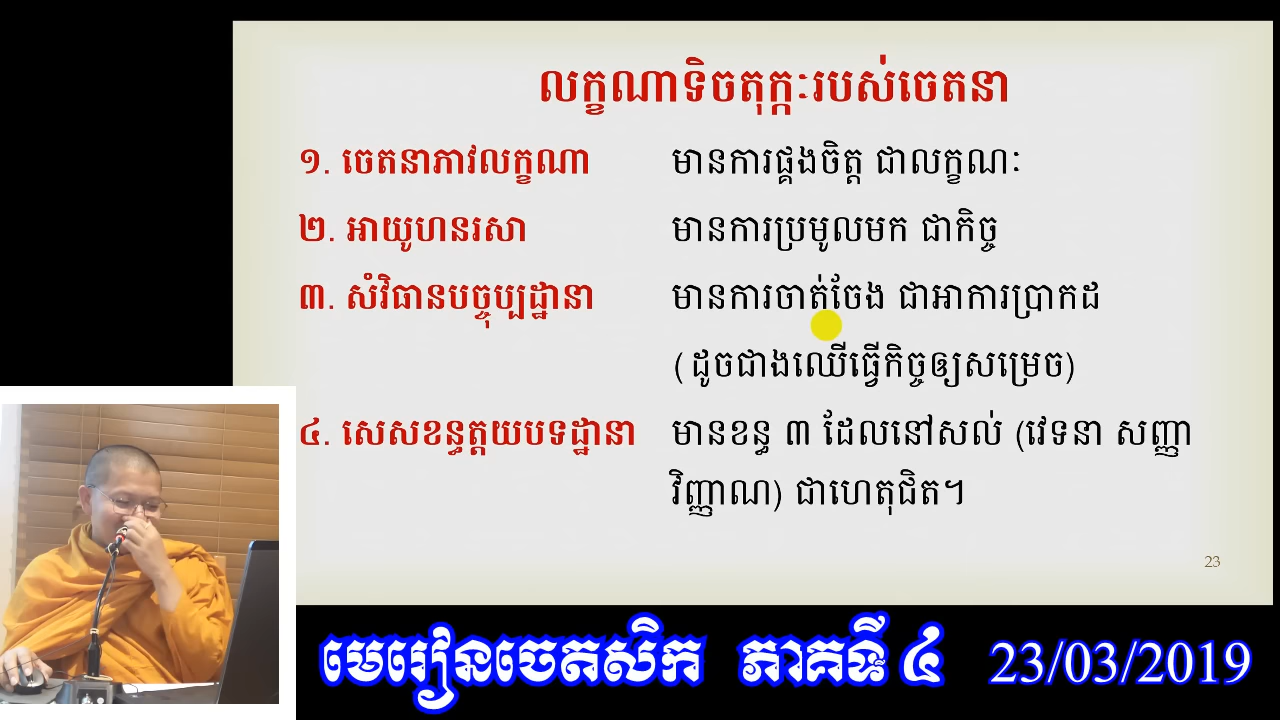 លក្ខណាទិចតុក្កៈរបស់ចេតនា
១. ចេតនាភាវលក្ខណា មានការផ្គងចិត្ត ជាលក្ខណៈ
២. អាយូហនរសា មានការប្រមូលមក ជាកិច្ច
៣. សំវិធានបច្ចុប្បដ្ឋានា មានការចាត់ចែង ជាអាការប្រាកដ
(ដូចជាងឈើធ្វើកិច្ចឲ្យសម្រេច)
៤. សេសខន្ធត្តយបទដ្ឋានា មានខន្ធ ៣ ដែលនៅសល់ (វេទនា សញ្ញា
វិញ្ញាណ) ជាហេតុជិត។
23
មេរៀនចេតសិក ភាគទី ៤ 23/03/2019